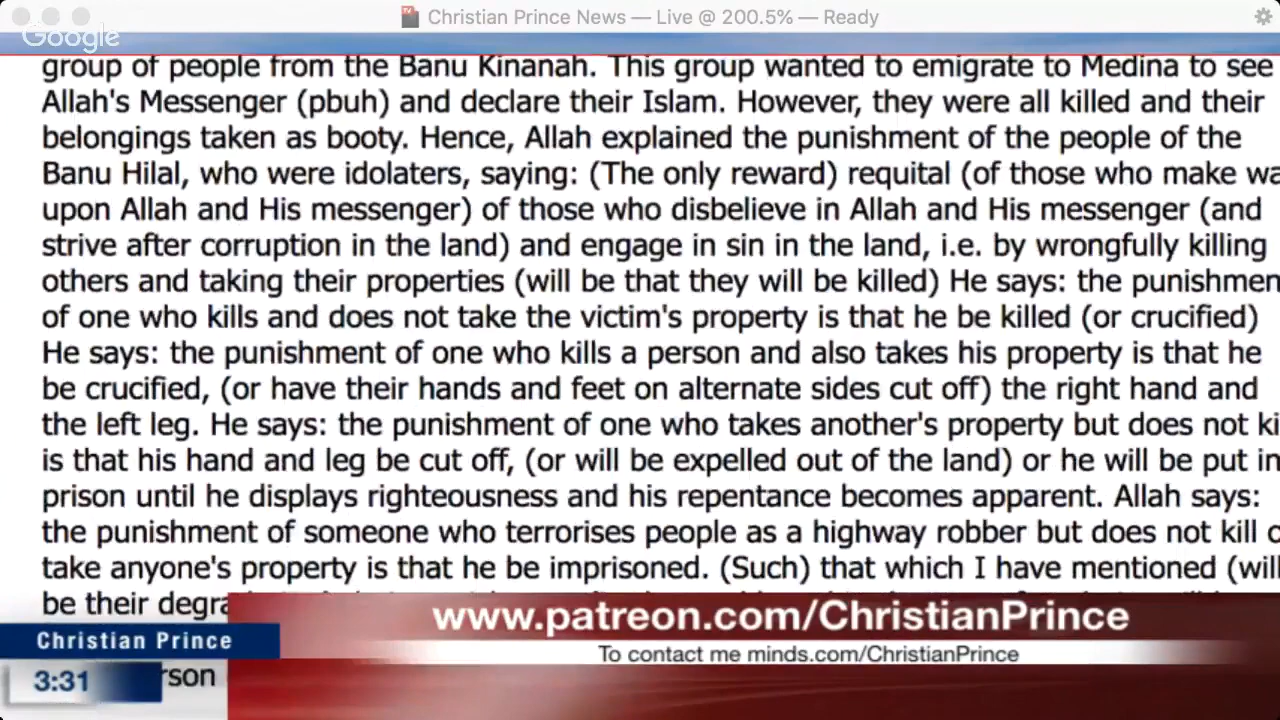 Christian Prince News — Live @ 200.5% — Ready
Google
group of people from the Banu Kinanah. This group wanted to emigrate to Medina to see
Allah's Messenger (pbuh) and declare their Islam. However, they were all killed and their
belongings taken as booty. Hence, Allah explained the punishment of the people of the
Banu Hilal, who were idolaters, saying: (The only reward) requital (of those who make wa
upon Allah and His messenger) of those who disbelieve in Allah and His messenger (and
strive after corruption in the land) and engage in sin in the land, i.e. by wrongfully killing
others and taking their properties (will be that they will be killed) He says: the punishmen
of one who kills and does not take the victim's property is that he be killed (or crucified)
He says: the punishment of one who kills a person and also takes his property is that he
be crucified, (or have their hands and feet on alternate sides cut off) the right hand and
the left leg. He says: the punishment of one who takes another's property but does not ki
is that his hand and leg be cut off, (or will be expelled out of the land) or he will be put in
prison until he displays righteousness and his repentance becomes apparent. Allah says:
the punishment of someone who terrorises people as a highway robber but does not kill o
take anyone's property is that he be imprisoned. (Such) that which I have mentioned (will
be their degra
www.patreon.com/ChristianPrince
Christian Prince
To contact me minds.com/ChristianPrince
3:31
rson